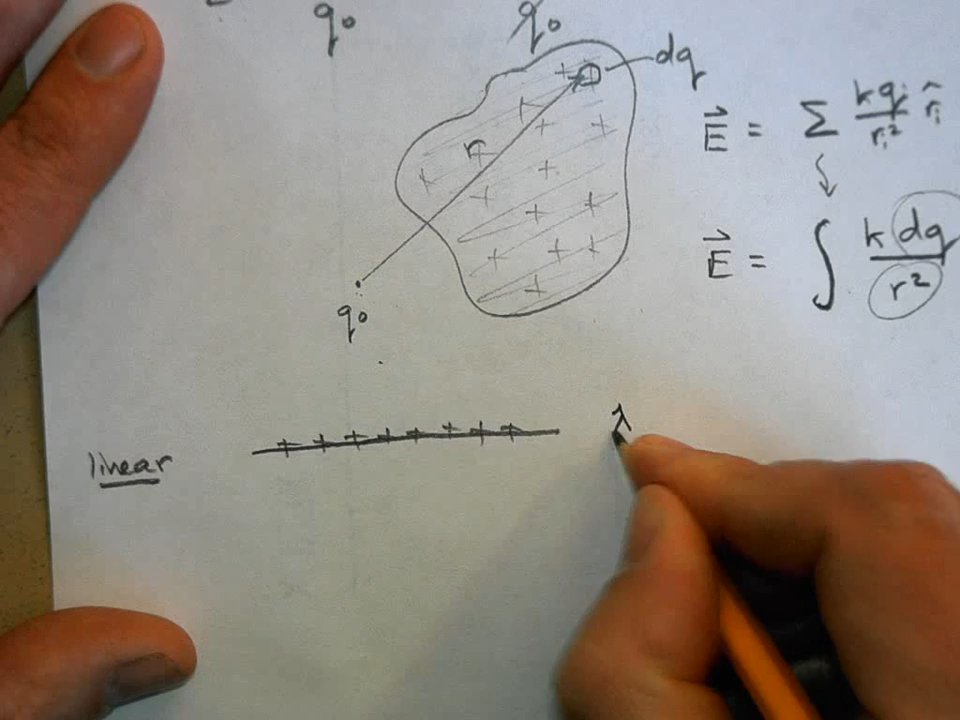 q₀ q₀
dq
E⃗ = Σ kqᵢ/rᵢ² r̂ᵢ
r
E⃗ = ∫ k dq/r²
q₀
linear
λ